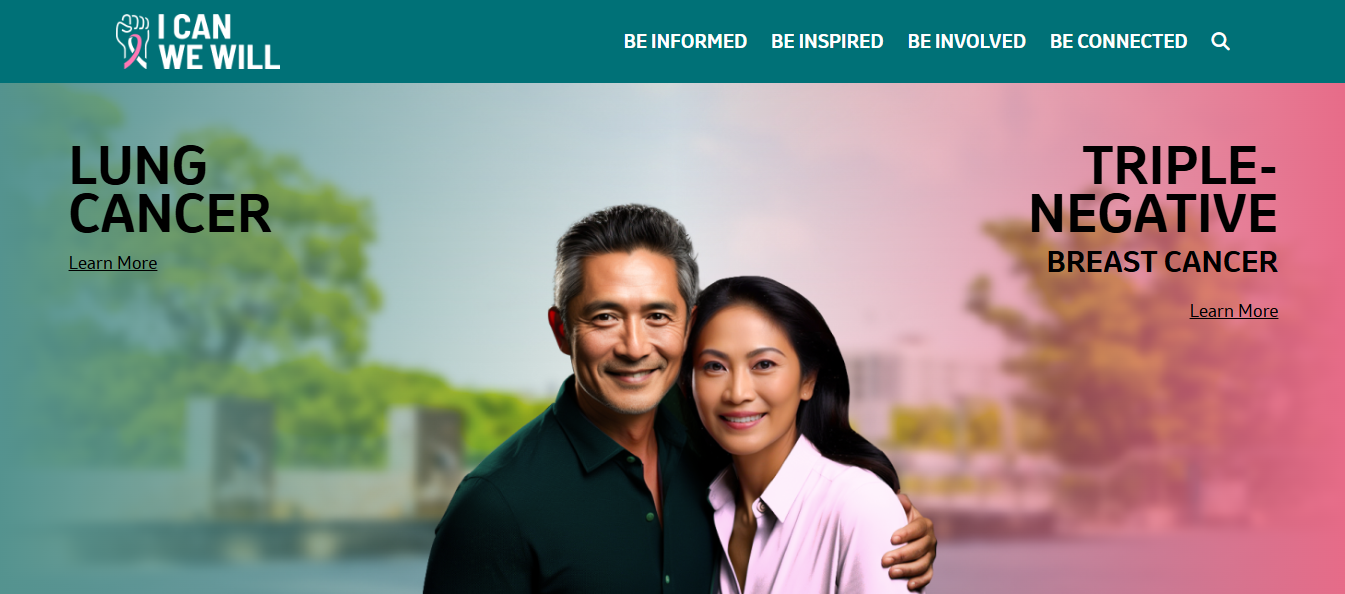 I CAN
WE WILL
BE INFORMED
BE INSPIRED
BE INVOLVED
BE CONNECTED
LUNG
CANCER
Learn More
TRIPLE-
NEGATIVE
BREAST CANCER
Learn More